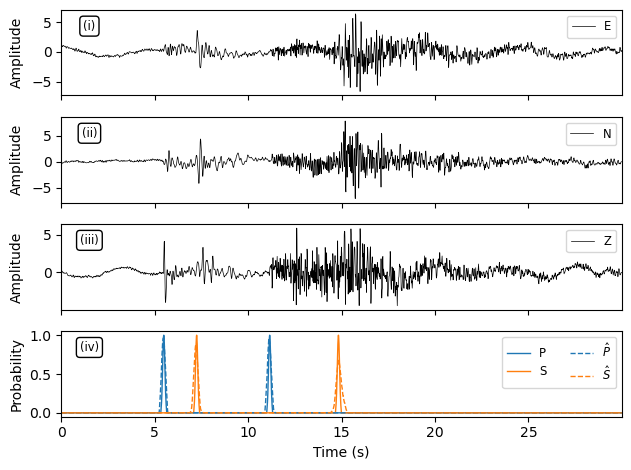 (i)
E
Amplitude
5
0
−5
(ii)
N
Amplitude
5
0
−5
(iii)
Z
Amplitude
5
0
(iv)
P
S
P̂
Ŝ
Probability
1.0
0.5
0.0
0 5 10 15 20 25
Time (s)